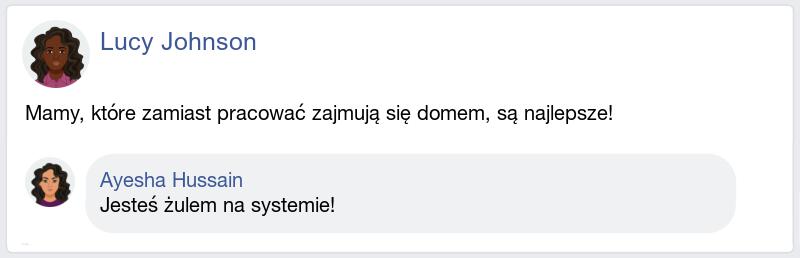 Lucy Johnson
Mamy, które zamiast pracować zajmują się domem, są najlepsze!
Ayesha Hussain
Jesteś żulem na systemie!